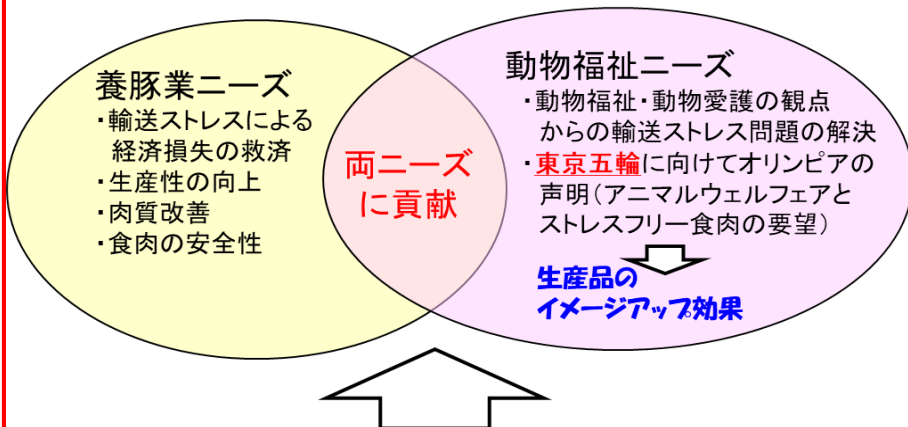 養豚業ニーズ
・輸送ストレスによる
経済損失の救済
・生産性の向上
・肉質改善
・食肉の安全性
両ニーズ
に貢献
動物福祉ニーズ
・動物福祉・動物愛護の観点
からの輸送ストレス問題の解決
・東京五輪に向けてオリンピアの
声明(アニマルウェルフェアと
ストレスフリー食肉の要望)
生産品の
イメージアップ効果